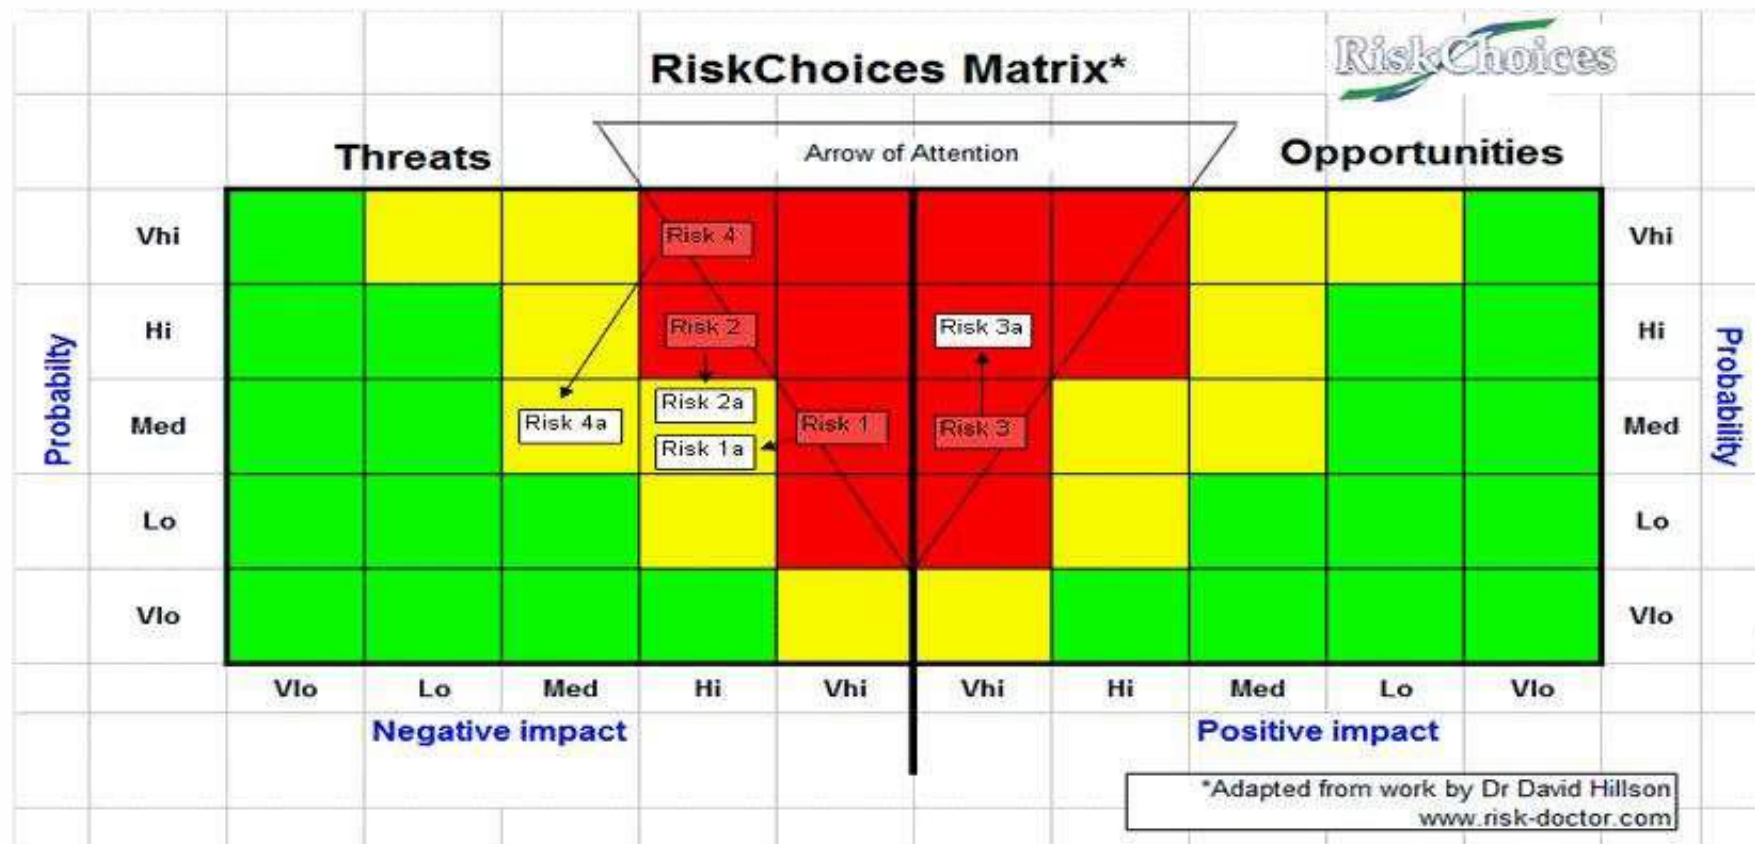 RiskChoices Matrix*
RiskChoices
Threats
Arrow of Attention
Opportunities
Vhi
Risk 4
Vhi
Hi
Risk 2
Risk 3a
Hi
Probabilty
Probability
Risk 2a
Med
Risk 4a
Risk 1
Risk 3
Med
Risk 1a
Lo
Lo
Vlo
Vlo
Vlo Lo Med Hi Vhi Vhi Hi Med Lo Vlo
Negative impact
Positive impact
*Adapted from work by Dr David Hillson
www.risk-doctor.com